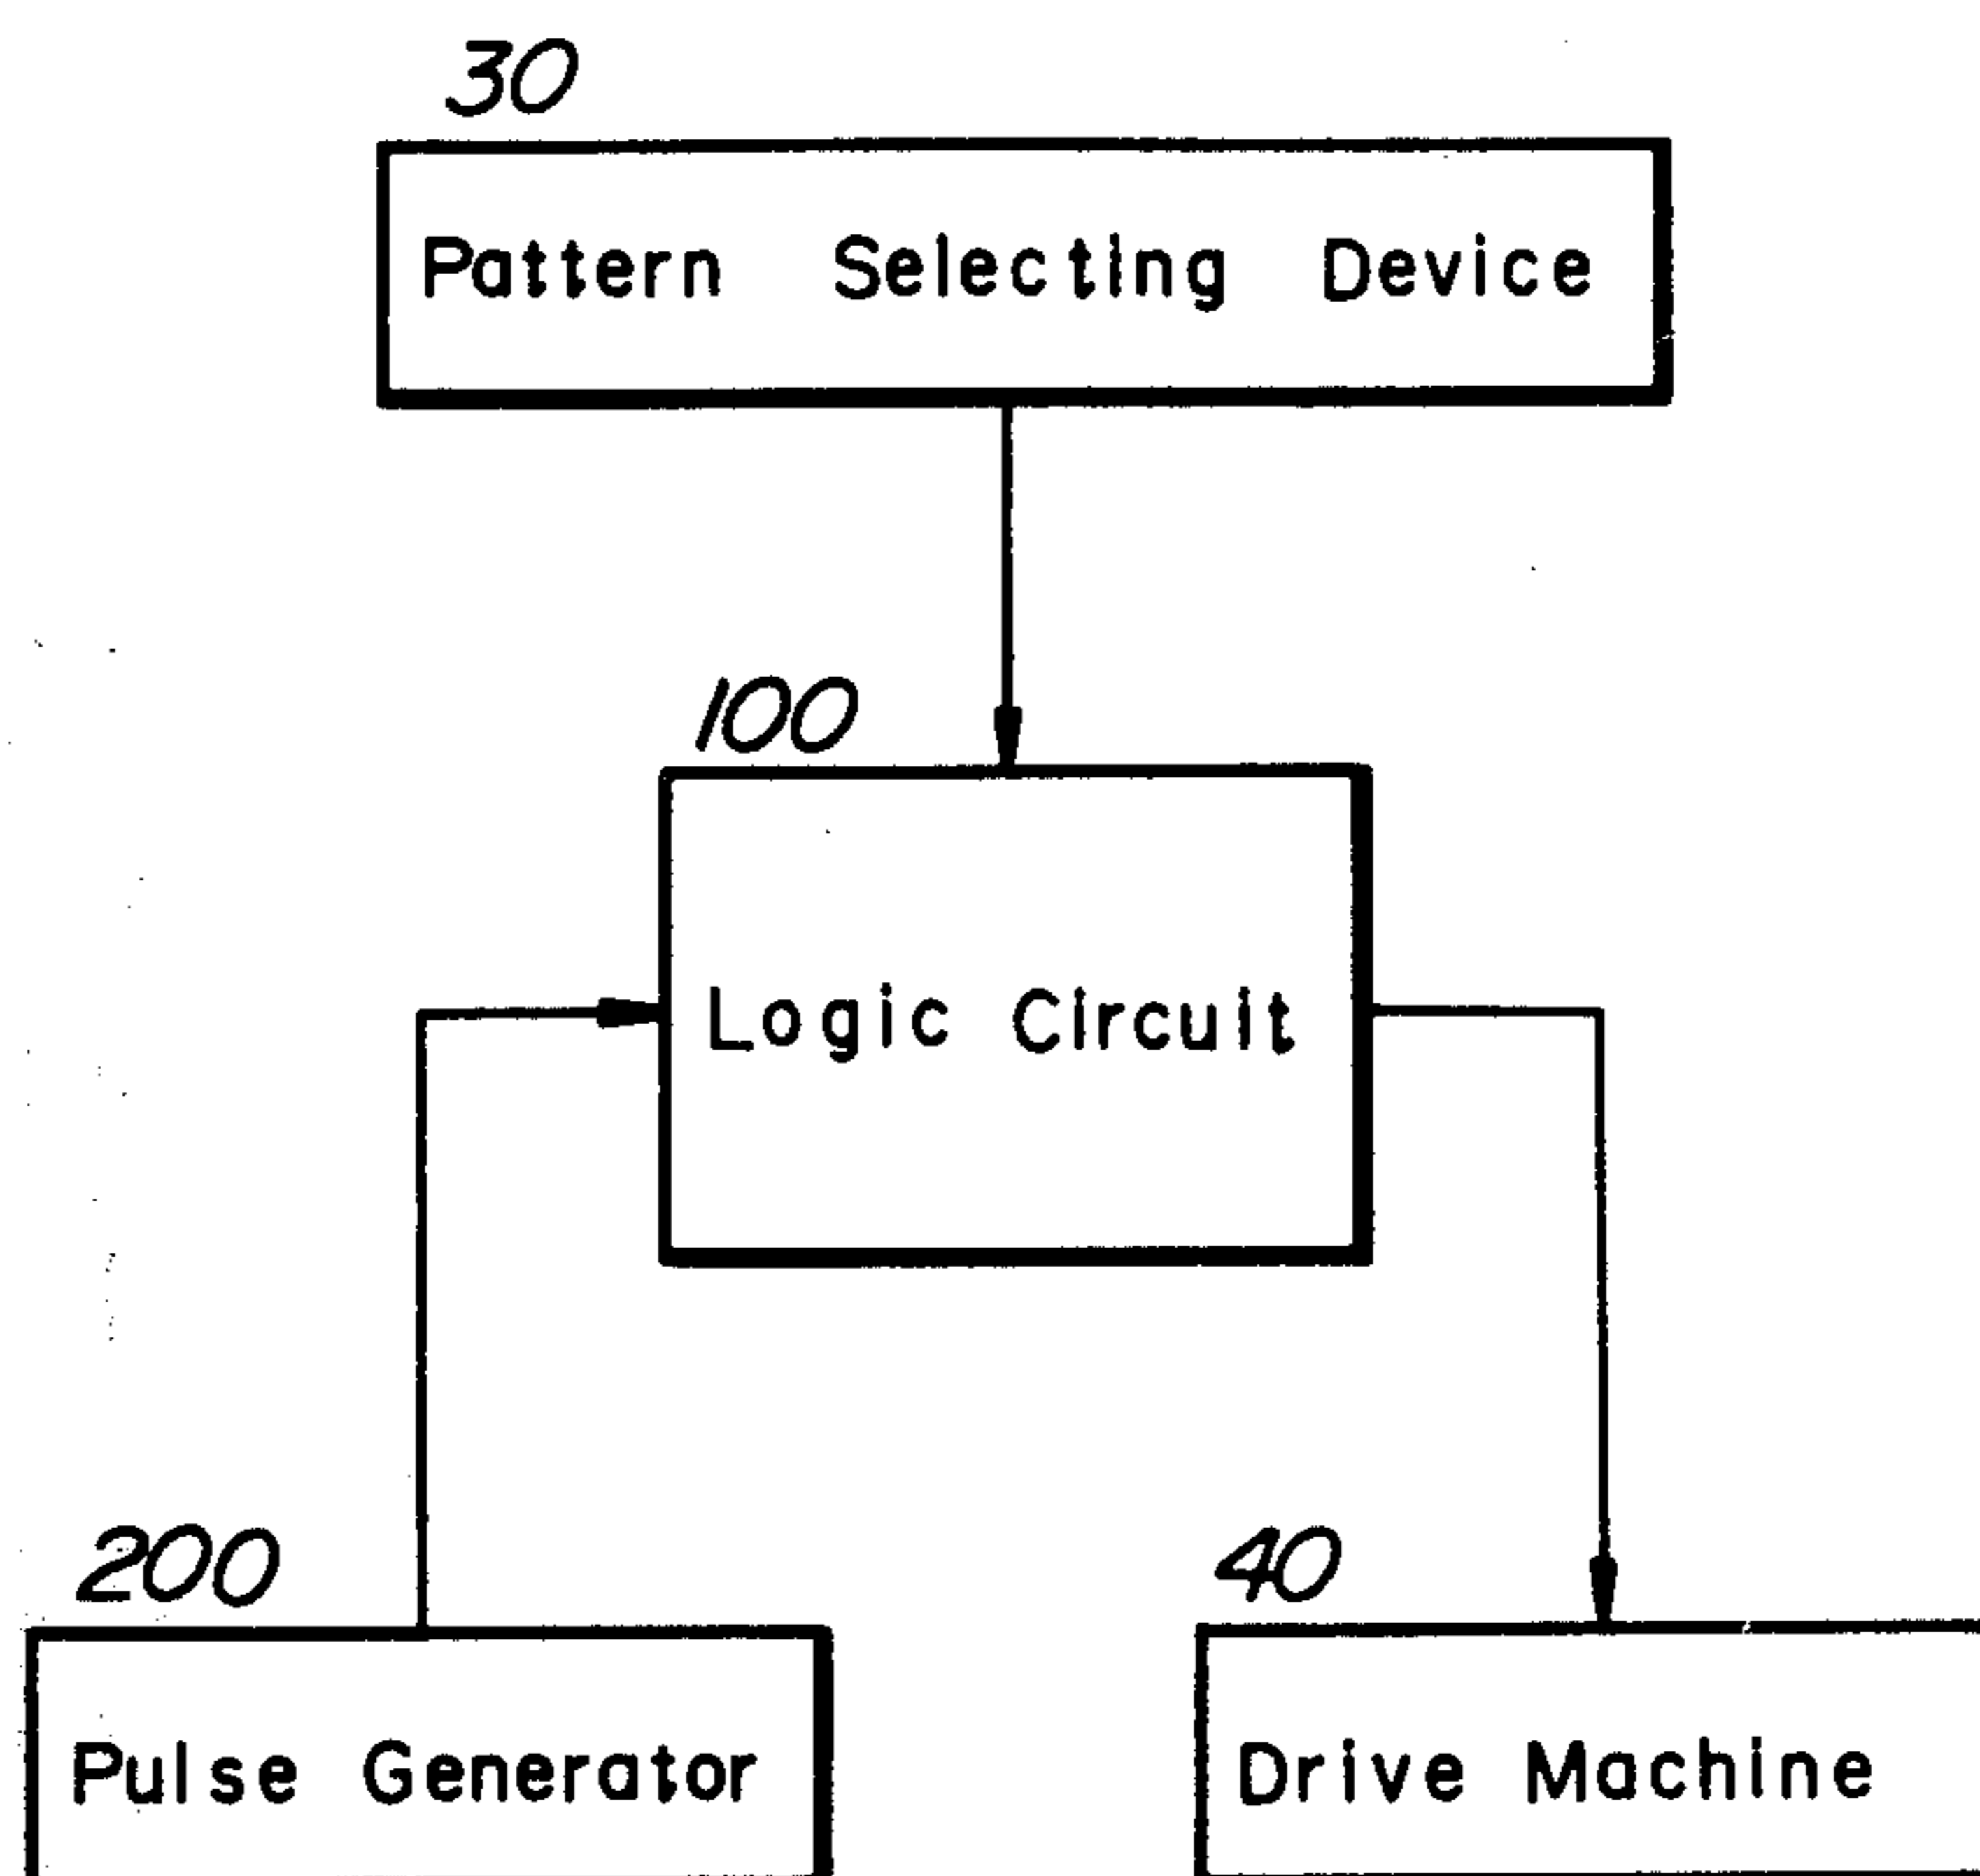 30
Pattern Selecting Device
100
Logic Circuit
200
40
Pulse Generator
Drive Machine